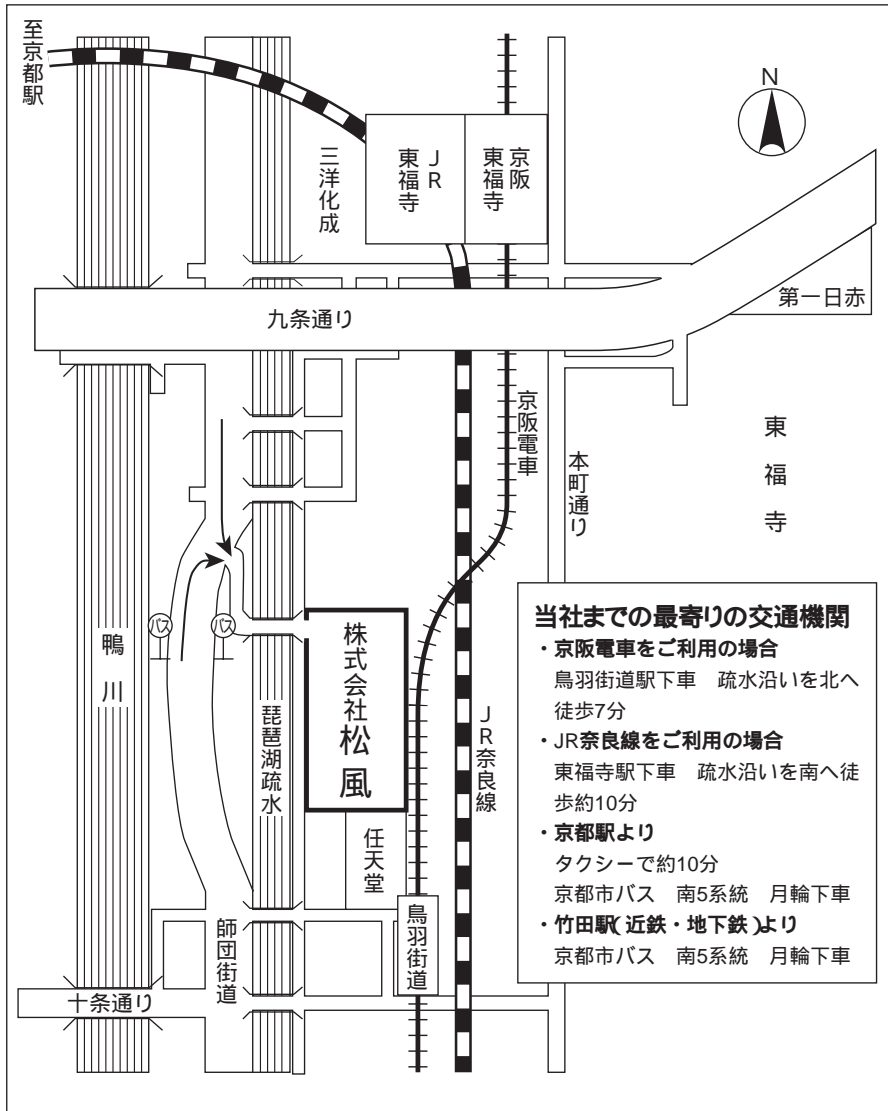 至京都駅
N
三洋化成
JR
東福寺
京阪
東福寺
第一日赤
九条通り
京阪電車
本町通り
東福寺
バス
バス
鴨川
琵琶湖疏水
株式会社
松風
JR奈良線
任天堂
鳥羽街道
師団街道
十条通り
当社までの最寄りの交通機関
・京阪電車をご利用の場合
鳥羽街道駅下車 疏水沿いを北へ
徒歩7分
・JR奈良線をご利用の場合
東福寺駅下車 疏水沿いを南へ徒
歩約10分
・京都駅より
タクシーで約10分
京都市バス 南5系統 月輪下車
・竹田駅(近鉄・地下鉄)より
京都市バス 南5系統 月輪下車